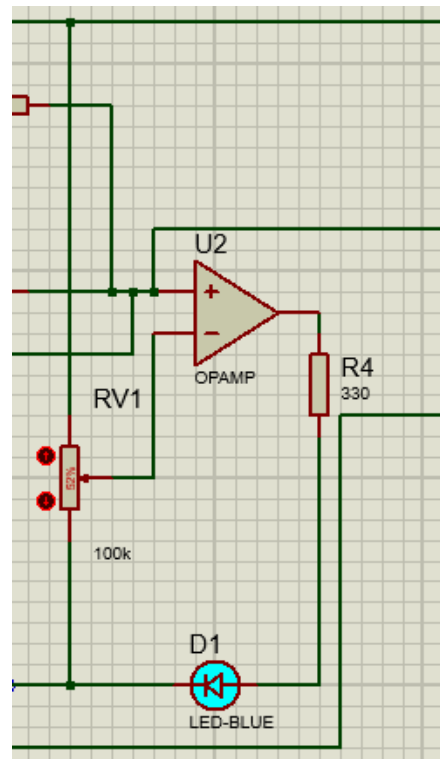 U2
+
−
OPAMP
R4
330
RV1
52%
100k
D1
LED-BLUE